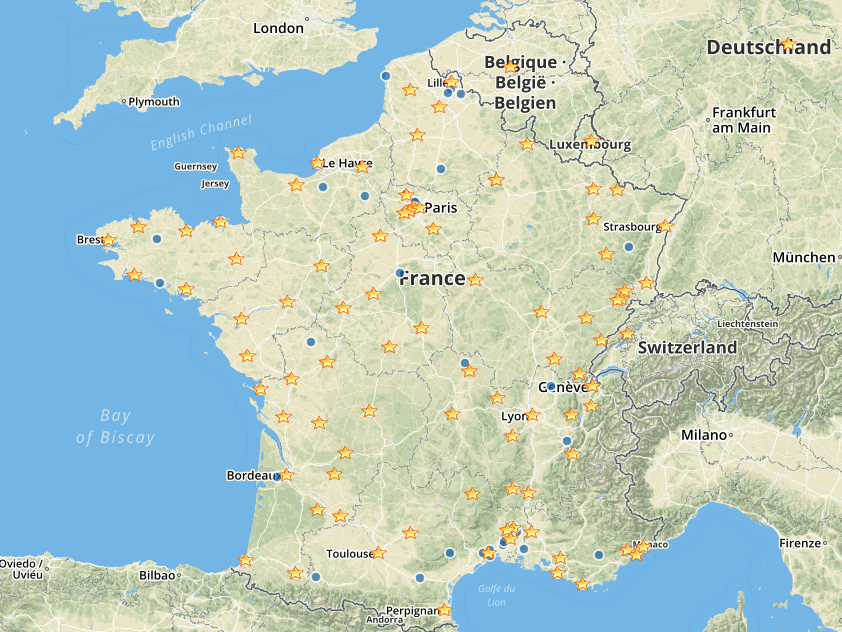 London
Deutschland
Belgique ·
België ·
Belgien
Lille
Plymouth
Frankfurt
am Main
English Channel
Luxembourg
Guernsey
Le Havre
Jersey
Paris
Strasbourg
Brest
München
France
Liechtenstein
Switzerland
Genève
Bay
of Biscay
Lyon
Milano
Bordeaux
Monaco
Firenze
Toulouse
Oviedo /
Uviéu
Bilbao
Golfe du
Lion
Perpignan
Andorra